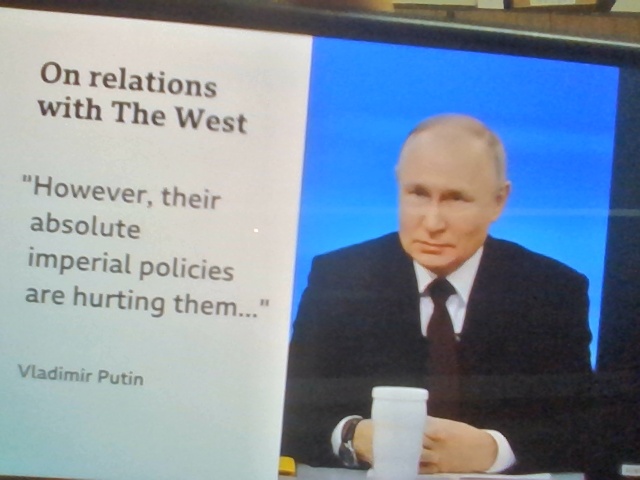 On relations
with The West
"However, their
absolute
imperial policies
are hurting them..."
Vladimir Putin